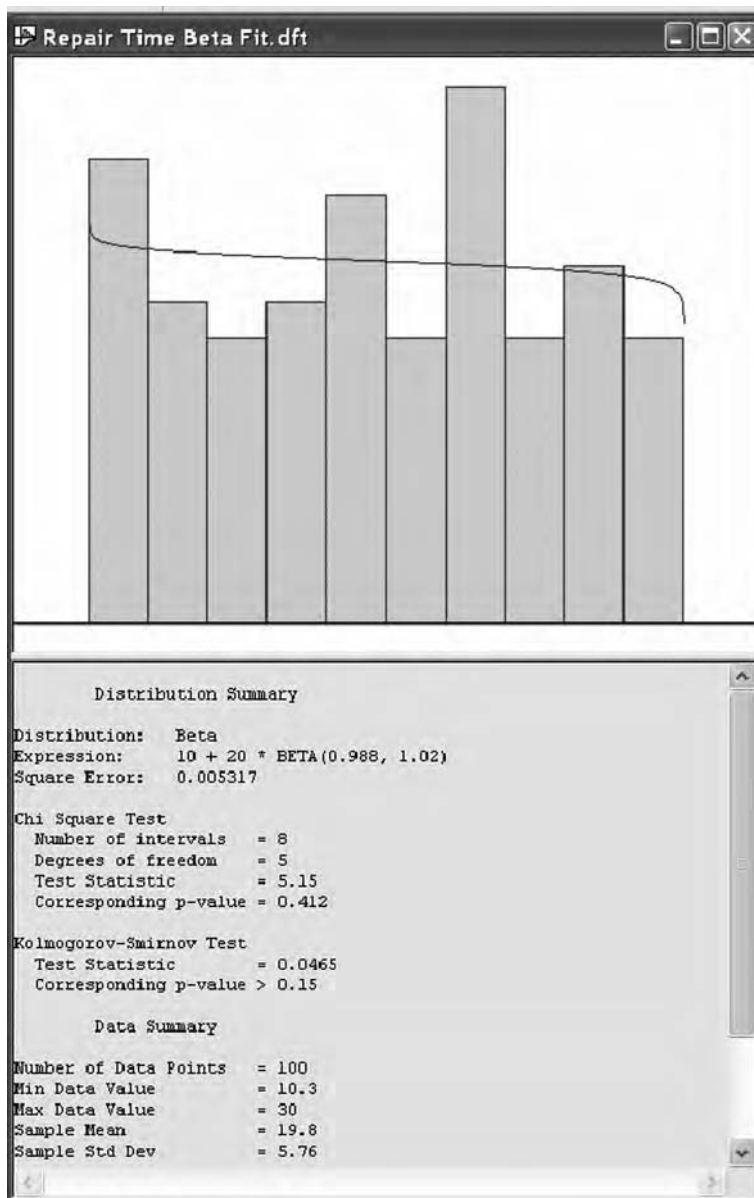 Repair Time Beta Fit.dft
Distribution Summary
Distribution: Beta
Expression: 10 + 20 * BETA(0.988, 1.02)
Square Error: 0.005317
Chi Square Test
Number of intervals = 8
Degrees of freedom = 5
Test Statistic = 5.15
Corresponding p-value = 0.412
Kolmogorov-Smirnov Test
Test Statistic = 0.0465
Corresponding p-value > 0.15
Data Summary
Number of Data Points = 100
Min Data Value = 10.3
Max Data Value = 30
Sample Mean = 19.8
Sample Std Dev = 5.76